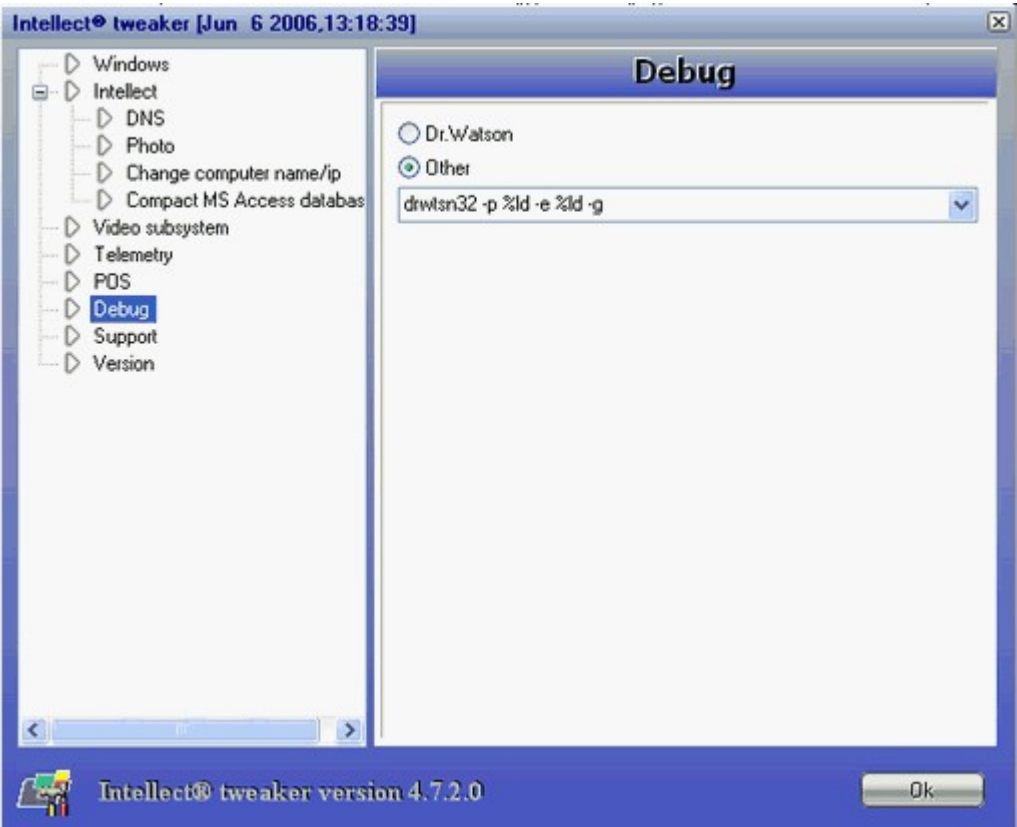 Intellect® tweaker [Jun 6 2006,13:18:39]
Windows
Intellect
DNS
Photo
Change computer name/ip
Compact MS Access databas
Video subsystem
Telemetry
POS
Debug
Support
Version
Debug
Dr.Watson
Other
drwtsn32 -p %ld -e %ld -g
Intellect® tweaker version 4.7.2.0
Ok